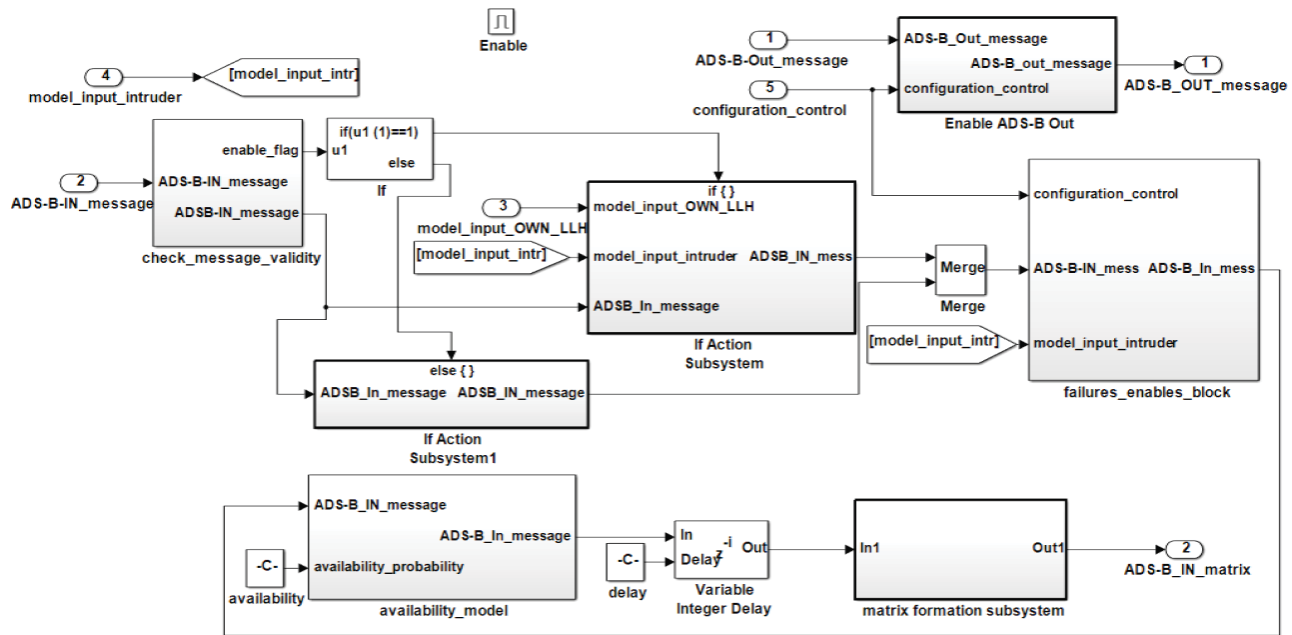 Enable
1
ADS-B-Out_message
5
configuration_control
ADS-B_Out_message
ADS-B_out_message
configuration_control
Enable ADS-B Out
1
ADS-B_OUT_message
4
model_input_intruder
[model_input_intr]
2
ADS-B-IN_message
enable_flag
ADS-B-IN_message
ADSB-IN_message
check_message_validity
if(u1 (1)==1)
u1
else
If
3
model_input_OWN_LLH
[model_input_intr]
if { }
model_input_OWN_LLH
model_input_intruder
ADSB_IN_mess
ADSB_In_message
If Action
Subsystem
else { }
ADSB_In_message
ADSB_IN_message
If Action
Subsystem1
Merge
Merge
[model_input_intr]
configuration_control
ADS-B-IN_mess
ADS-B_In_mess
model_input_intruder
failures_enables_block
-C-
availability
ADS-B_IN_message
ADS-B_In_message
availability_probability
availability_model
-C-
delay
In
Delay
z
-i
Out
Variable
Integer Delay
In1
Out1
matrix formation subsystem
2
ADS-B_IN_matrix